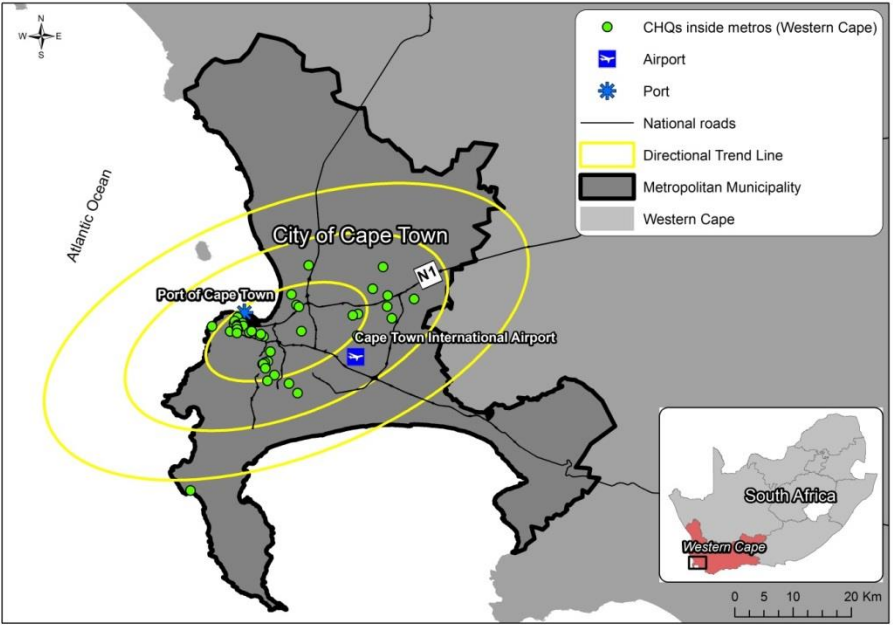 N
W E
S
CHQs inside metros (Western Cape)
Airport
Port
National roads
Directional Trend Line
Metropolitan Municipality
Western Cape
Atlantic Ocean
City of Cape Town
N1
Port of Cape Town
Cape Town International Airport
South Africa
Western Cape
0 5 10 20 Km